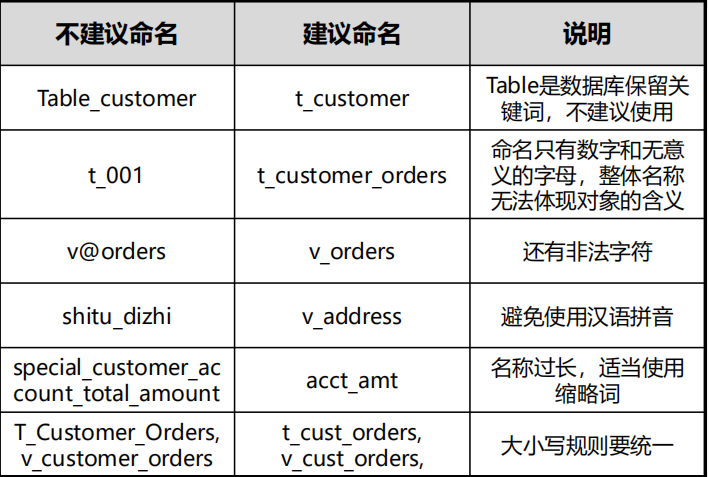 不建议命名
建议命名
说明
Table_customer
t_customer
Table是数据库保留关
键词，不建议使用
t_001
t_customer_orders
命名只有数字和无意
义的字母，整体名称
无法体现对象的含义
v@orders
v_orders
还有非法字符
shitu_dizhi
v_address
避免使用汉语拼音
special_customer_ac
count_total_amount
acct_amt
名称过长，适当使用
缩略词
T_Customer_Orders,
v_customer_orders
t_cust_orders,
v_cust_orders,
大小写规则要统一